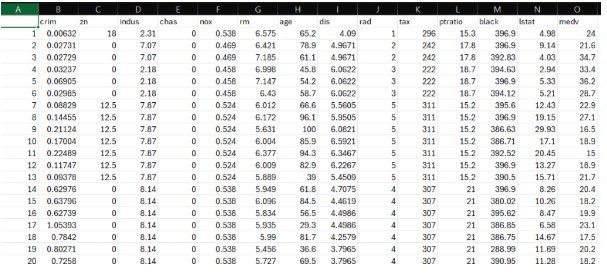 A B C D E F G H I J K L M N O
crim zn indus chas nox rm age dis rad tax ptratio black lstat medv
1 0.00632 18 2.31 0 0.538 6.575 65.2 4.09 1 296 15.3 396.9 4.98 24
2 0.02731 0 7.07 0 0.469 6.421 78.9 4.9671 2 242 17.8 396.9 9.14 21.6
3 0.02729 0 7.07 0 0.469 7.185 61.1 4.9671 2 242 17.8 392.83 4.03 34.7
4 0.03237 0 2.18 0 0.458 6.998 45.8 6.0622 3 222 18.7 394.63 2.94 33.4
5 0.06905 0 2.18 0 0.458 7.147 54.2 6.0622 3 222 18.7 396.9 5.33 36.2
6 0.02985 0 2.18 0 0.458 6.43 58.7 6.0622 3 222 18.7 394.12 5.21 28.7
7 0.08829 12.5 7.87 0 0.524 6.012 66.6 5.5605 5 311 15.2 395.6 12.43 22.9
8 0.14455 12.5 7.87 0 0.524 6.172 96.1 5.9505 5 311 15.2 396.9 19.15 27.1
9 0.21124 12.5 7.87 0 0.524 5.631 100 6.0821 5 311 15.2 386.63 29.93 16.5
10 0.17004 12.5 7.87 0 0.524 6.004 85.9 6.5921 5 311 15.2 386.71 17.1 18.9
11 0.22489 12.5 7.87 0 0.524 6.377 94.3 6.3467 5 311 15.2 392.52 20.45 15
12 0.11747 12.5 7.87 0 0.524 6.009 82.9 6.2267 5 311 15.2 396.9 13.27 18.9
13 0.09378 12.5 7.87 0 0.524 5.889 39 5.4509 5 311 15.2 390.5 15.71 21.7
14 0.62976 0 8.14 0 0.538 5.949 61.8 4.7075 4 307 21 396.9 8.26 20.4
15 0.63796 0 8.14 0 0.538 6.096 84.5 4.4619 4 307 21 380.02 10.26 18.2
16 0.62739 0 8.14 0 0.538 5.834 56.5 4.4986 4 307 21 395.62 8.47 19.9
17 1.05393 0 8.14 0 0.538 5.935 29.3 4.4986 4 307 21 386.85 6.58 23.1
18 0.7842 0 8.14 0 0.538 5.99 81.7 4.2579 4 307 21 386.75 14.67 17.5
19 0.80271 0 8.14 0 0.538 5.456 36.6 3.7965 4 307 21 288.99 11.69 20.2
20 0.7258 0 8.14 0 0.538 5.727 69.5 3.7965 4 307 21 390.95 11.28 18.2